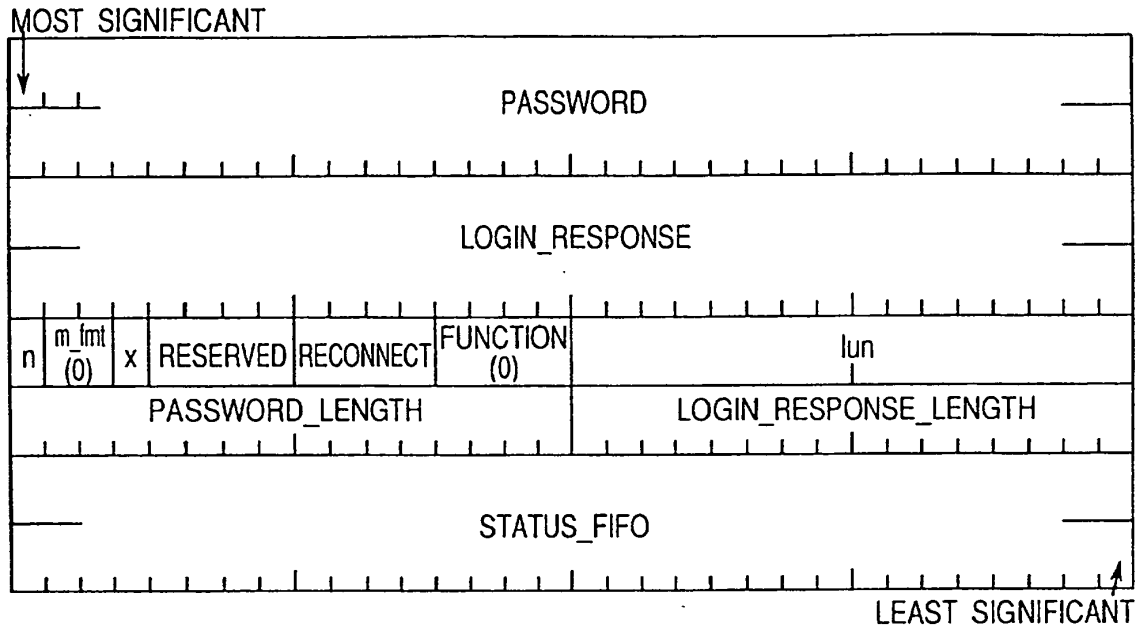 MOST SIGNIFICANT
PASSWORD
LOGIN_RESPONSE
n m_fmt (0) x RESERVED RECONNECT FUNCTION (0) lun
PASSWORD_LENGTH LOGIN_RESPONSE_LENGTH
STATUS_FIFO
LEAST SIGNIFICANT